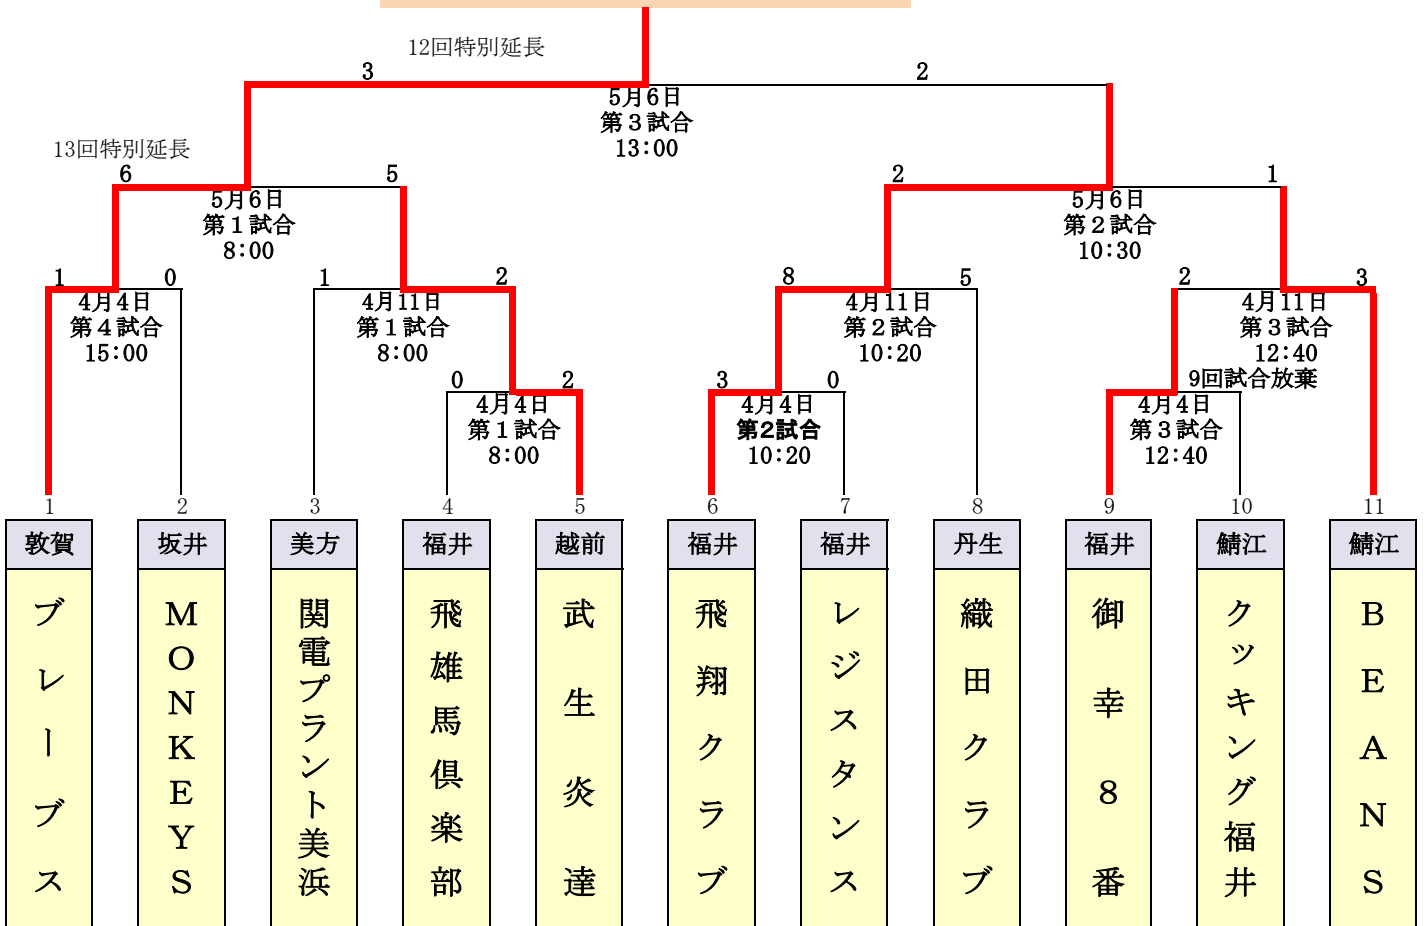 12回特別延長
3
2
5月6日
第３試合
13:00
13回特別延長
6
5
5月6日
第１試合
8:00
2
1
5月6日
第２試合
10:30
1
0
4月4日
第４試合
15:00
1
2
4月11日
第１試合
8:00
8
5
4月11日
第２試合
10:20
2
3
4月11日
第３試合
12:40
0
2
4月4日
第１試合
8:00
3
0
4月4日
第2試合
10:20
9回試合放棄
4月4日
第３試合
12:40
1
2
3
4
5
6
7
8
9
10
11
敦賀
坂井
美方
福井
越前
福井
福井
丹生
福井
鯖江
鯖江
ブレーブス
ＭＯＮＫＥＹＳ
関電プラント美浜
飛雄馬倶楽部
武生炎達
飛翔クラブ
レジスタンス
織田クラブ
御幸８番
クッキング福井
ＢＥＡＮＳ